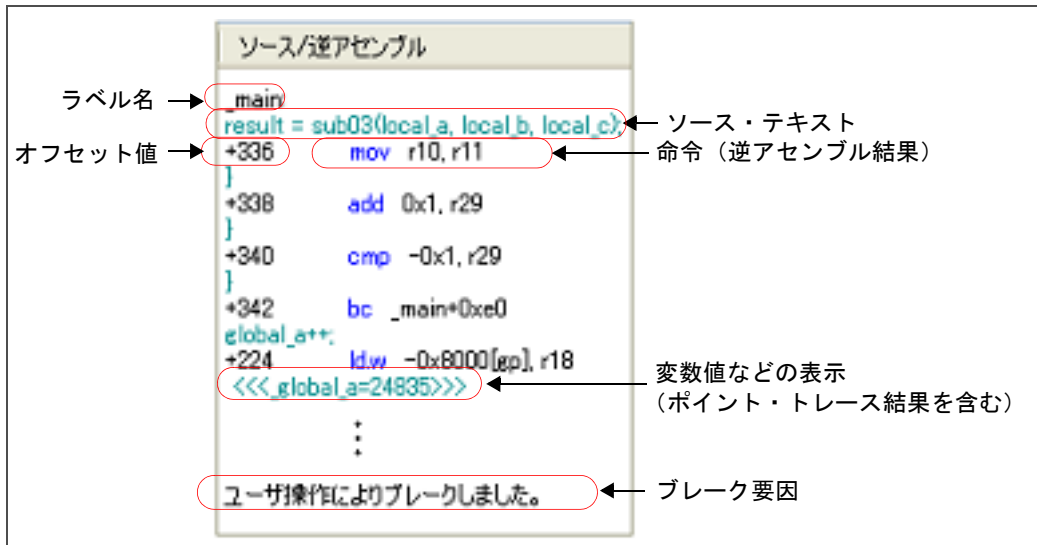 ソース/逆アセンブル
ラベル名
_main
result = sub03(local_a, local_b, local_c);
ソース・テキスト
オフセット値
+336 mov r10, r11
命令（逆アセンブル結果）
}
+338 add 0x1, r29
}
+340 cmp -0x1, r29
}
+342 bc _main+0xe0
global_a++;
+224 ld.w -0x8000[gp], r18
<<<_global_a=24835>>>
変数値などの表示
（ポイント・トレース結果を含む）
ユーザ操作によりブレークしました。
ブレーク要因